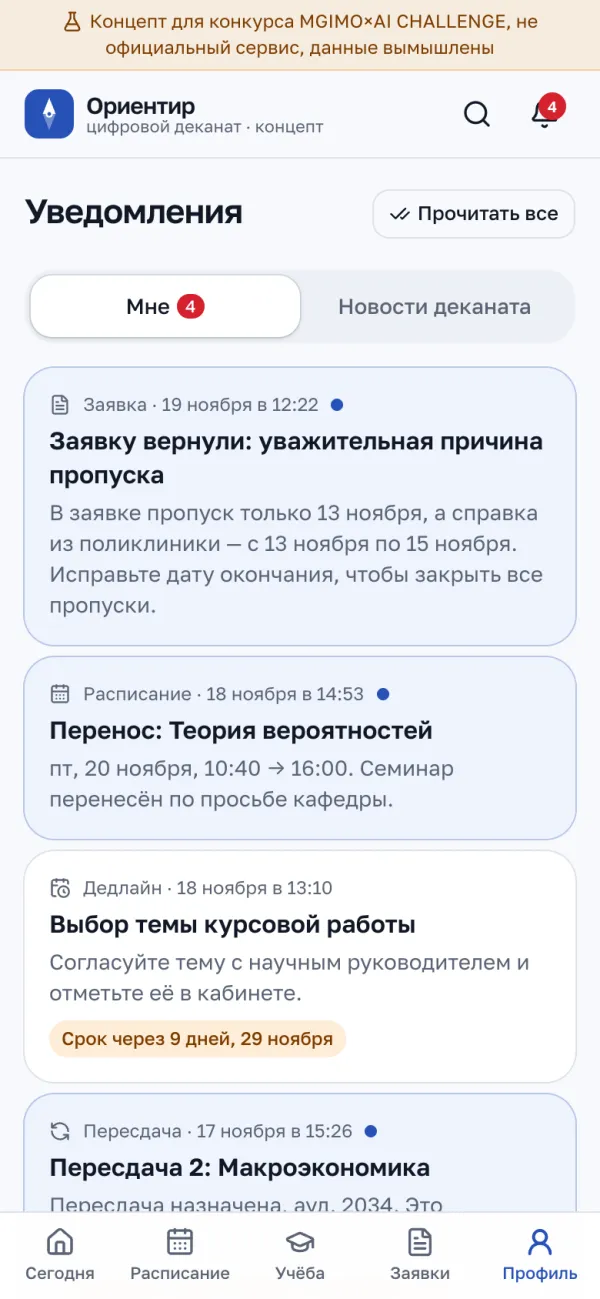 Концепт для конкурса MGIMO×AI CHALLENGE, не
официальный сервис, данные вымышлены
Ориентир
цифровой деканат · концепт
4
Уведомления
Прочитать все
Мне 4
Новости деканата
Заявка · 19 ноября в 12:22
Заявку вернули: уважительная причина
пропуска
В заявке пропуск только 13 ноября, а справка
из поликлиники — с 13 ноября по 15 ноября.
Исправьте дату окончания, чтобы закрыть все
пропуски.
Расписание · 18 ноября в 14:53
Перенос: Теория вероятностей
пт, 20 ноября, 10:40 → 16:00. Семинар
перенесён по просьбе кафедры.
Дедлайн · 18 ноября в 13:10
Выбор темы курсовой работы
Согласуйте тему с научным руководителем и
отметьте её в кабинете.
Срок через 9 дней, 29 ноября
Пересдача · 17 ноября в 15:26
Пересдача 2: Макроэкономика
Пересдача назначена, ауд. 2034. Это
Сегодня
Расписание
Учёба
Заявки
Профиль